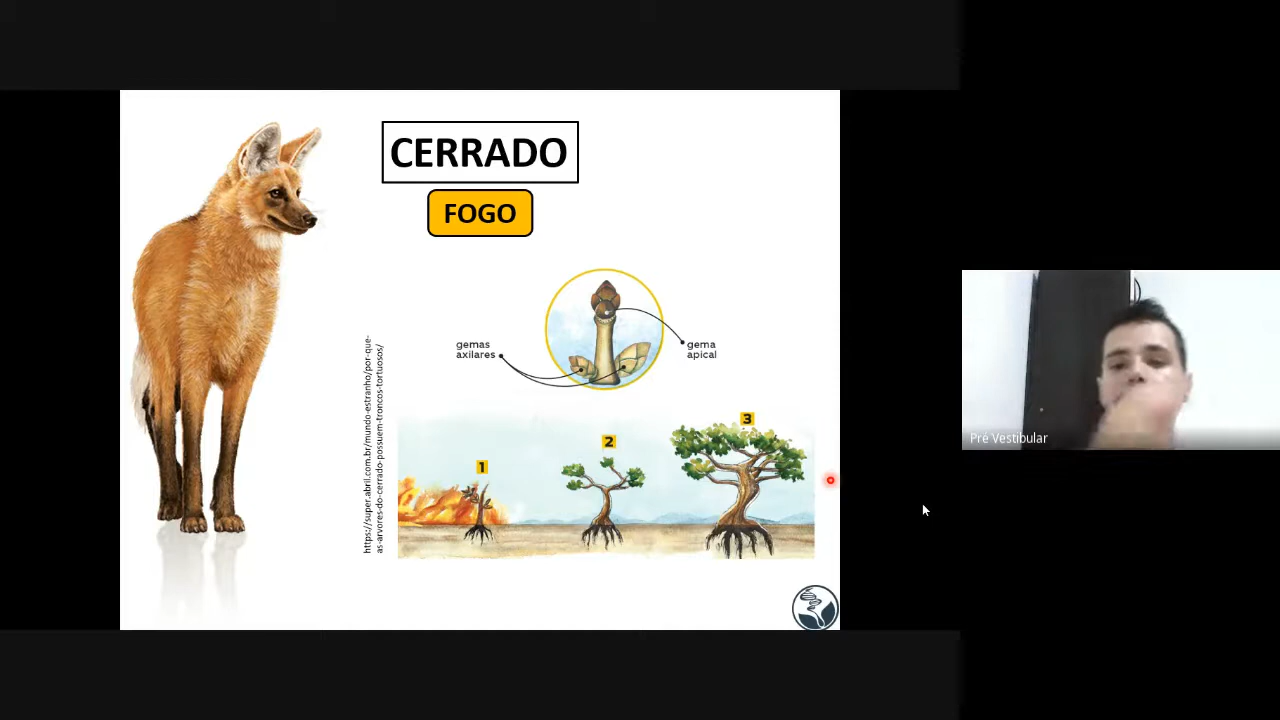 CERRADO
FOGO
gemas
axilares
gema
apical
https://super.abril.com.br/mundo-estranho/por-que-
as-arvores-do-cerrado-possuem-troncos-tortuosos/
1
2
3
Pré Vestibular